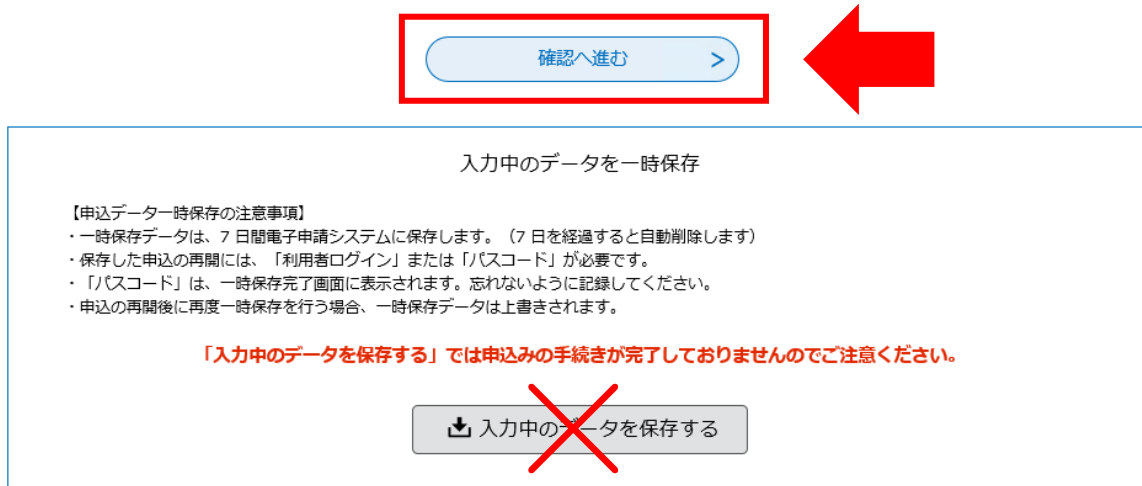 確認へ進む >
入力中のデータを一時保存
【申込データ一時保存の注意事項】
・一時保存データは、7 日間電子申請システムに保存します。（7 日を経過すると自動削除します）
・保存した申込の再開には、「利用者ログイン」または「パスコード」が必要です。
・「パスコード」は、一時保存完了画面に表示されます。忘れないように記録してください。
・申込の再開後に再度一時保存を行う場合、一時保存データは上書きされます。
「入力中のデータを保存する」では申込みの手続きが完了しておりませんのでご注意ください。
入力中のデータを保存する